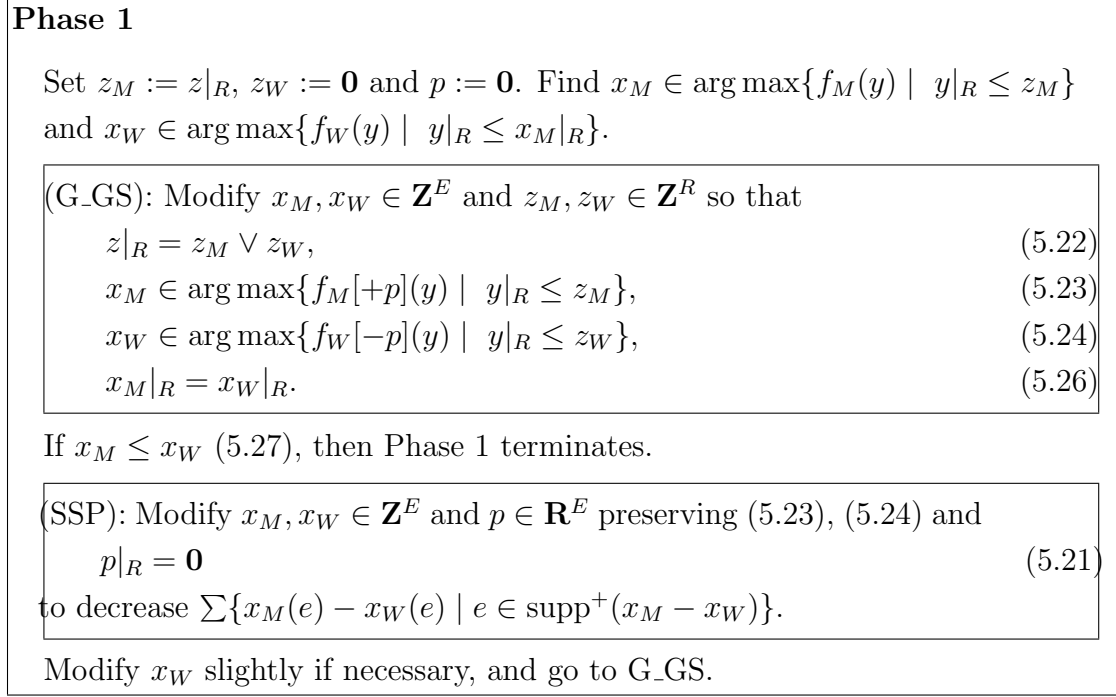 Phase 1
Set z_M := z|_R, z_W := 0 and p := 0. Find x_M ∈ arg max{f_M(y) | y|_R ≤ z_M}
and x_W ∈ arg max{f_W(y) | y|_R ≤ x_M|_R}.
(G_GS): Modify x_M, x_W ∈ Z^E and z_M, z_W ∈ Z^R so that
z|_R = z_M ∨ z_W, (5.22)
x_M ∈ arg max{f_M[+p](y) | y|_R ≤ z_M}, (5.23)
x_W ∈ arg max{f_W[−p](y) | y|_R ≤ z_W}, (5.24)
x_M|_R = x_W|_R. (5.26)
If x_M ≤ x_W (5.27), then Phase 1 terminates.
(SSP): Modify x_M, x_W ∈ Z^E and p ∈ R^E preserving (5.23), (5.24) and
p|_R = 0 (5.21)
to decrease ∑{x_M(e) − x_W(e) | e ∈ supp^+(x_M − x_W)}.
Modify x_W slightly if necessary, and go to G_GS.